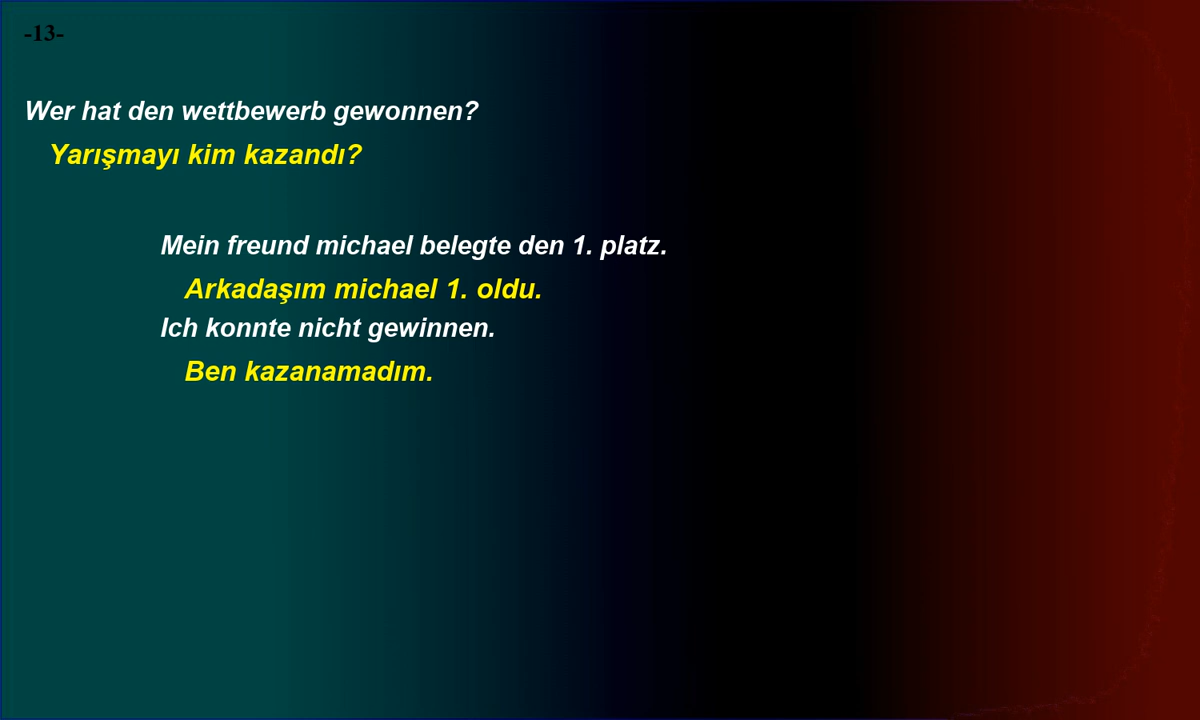 -13-
Wer hat den wettbewerb gewonnen?
Yarışmayı kim kazandı?
Mein freund michael belegte den 1. platz.
Arkadaşım michael 1. oldu.
Ich konnte nicht gewinnen.
Ben kazanamadım.